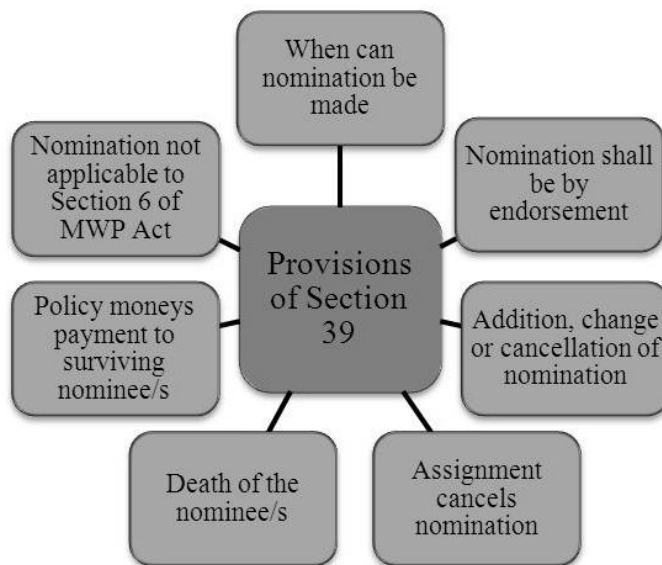 When can
nomination be
made
Nomination shall
be by
endorsement
Addition, change
or cancellation of
nomination
Assignment
cancels
nomination
Death of the
nominee/s
Policy moneys
payment to
surviving
nominee/s
Nomination not
applicable to
Section 6 of
MWP Act
Provisions
of Section
39